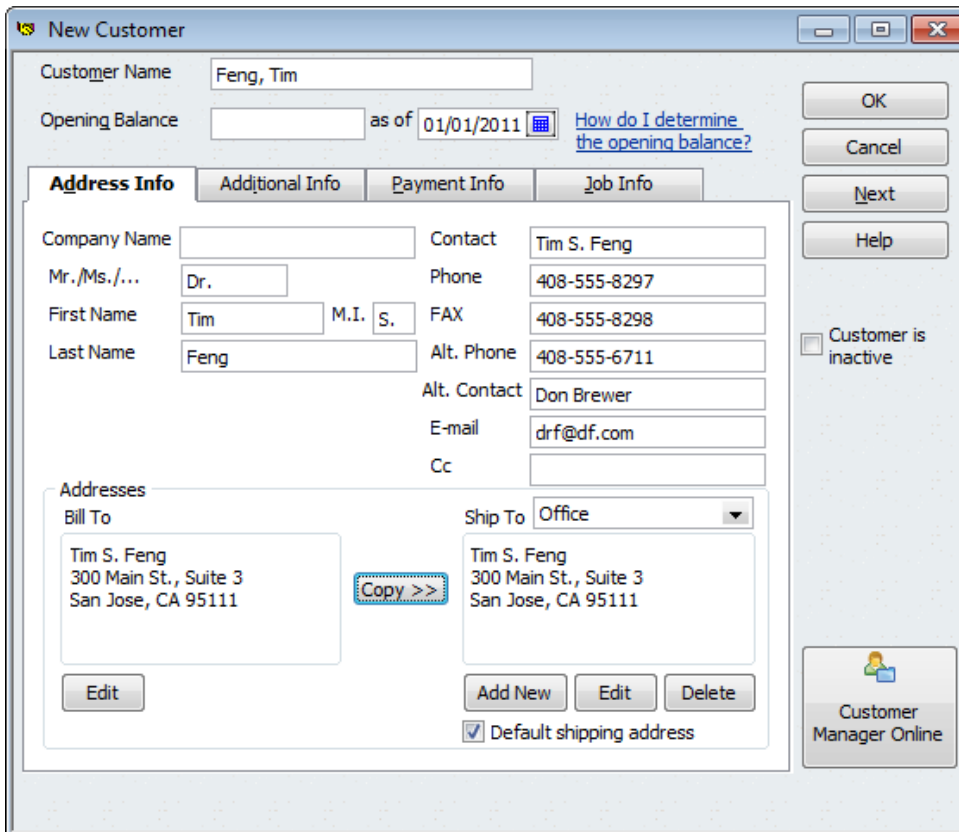 New Customer
Customer Name Feng, Tim
Opening Balance as of 01/01/2011 How do I determine
the opening balance?
OK
Cancel
Next
Help
Customer is
inactive
Address Info Additional Info Payment Info Job Info
Company Name
Mr./Ms./... Dr.
First Name Tim M.I. S.
Last Name Feng
Contact Tim S. Feng
Phone 408-555-8297
FAX 408-555-8298
Alt. Phone 408-555-6711
Alt. Contact Don Brewer
E-mail drf@df.com
Cc
Addresses
Bill To
Tim S. Feng
300 Main St., Suite 3
San Jose, CA 95111
Edit
Copy >>
Ship To Office
Tim S. Feng
300 Main St., Suite 3
San Jose, CA 95111
Add New Edit Delete
Default shipping address
Customer
Manager Online